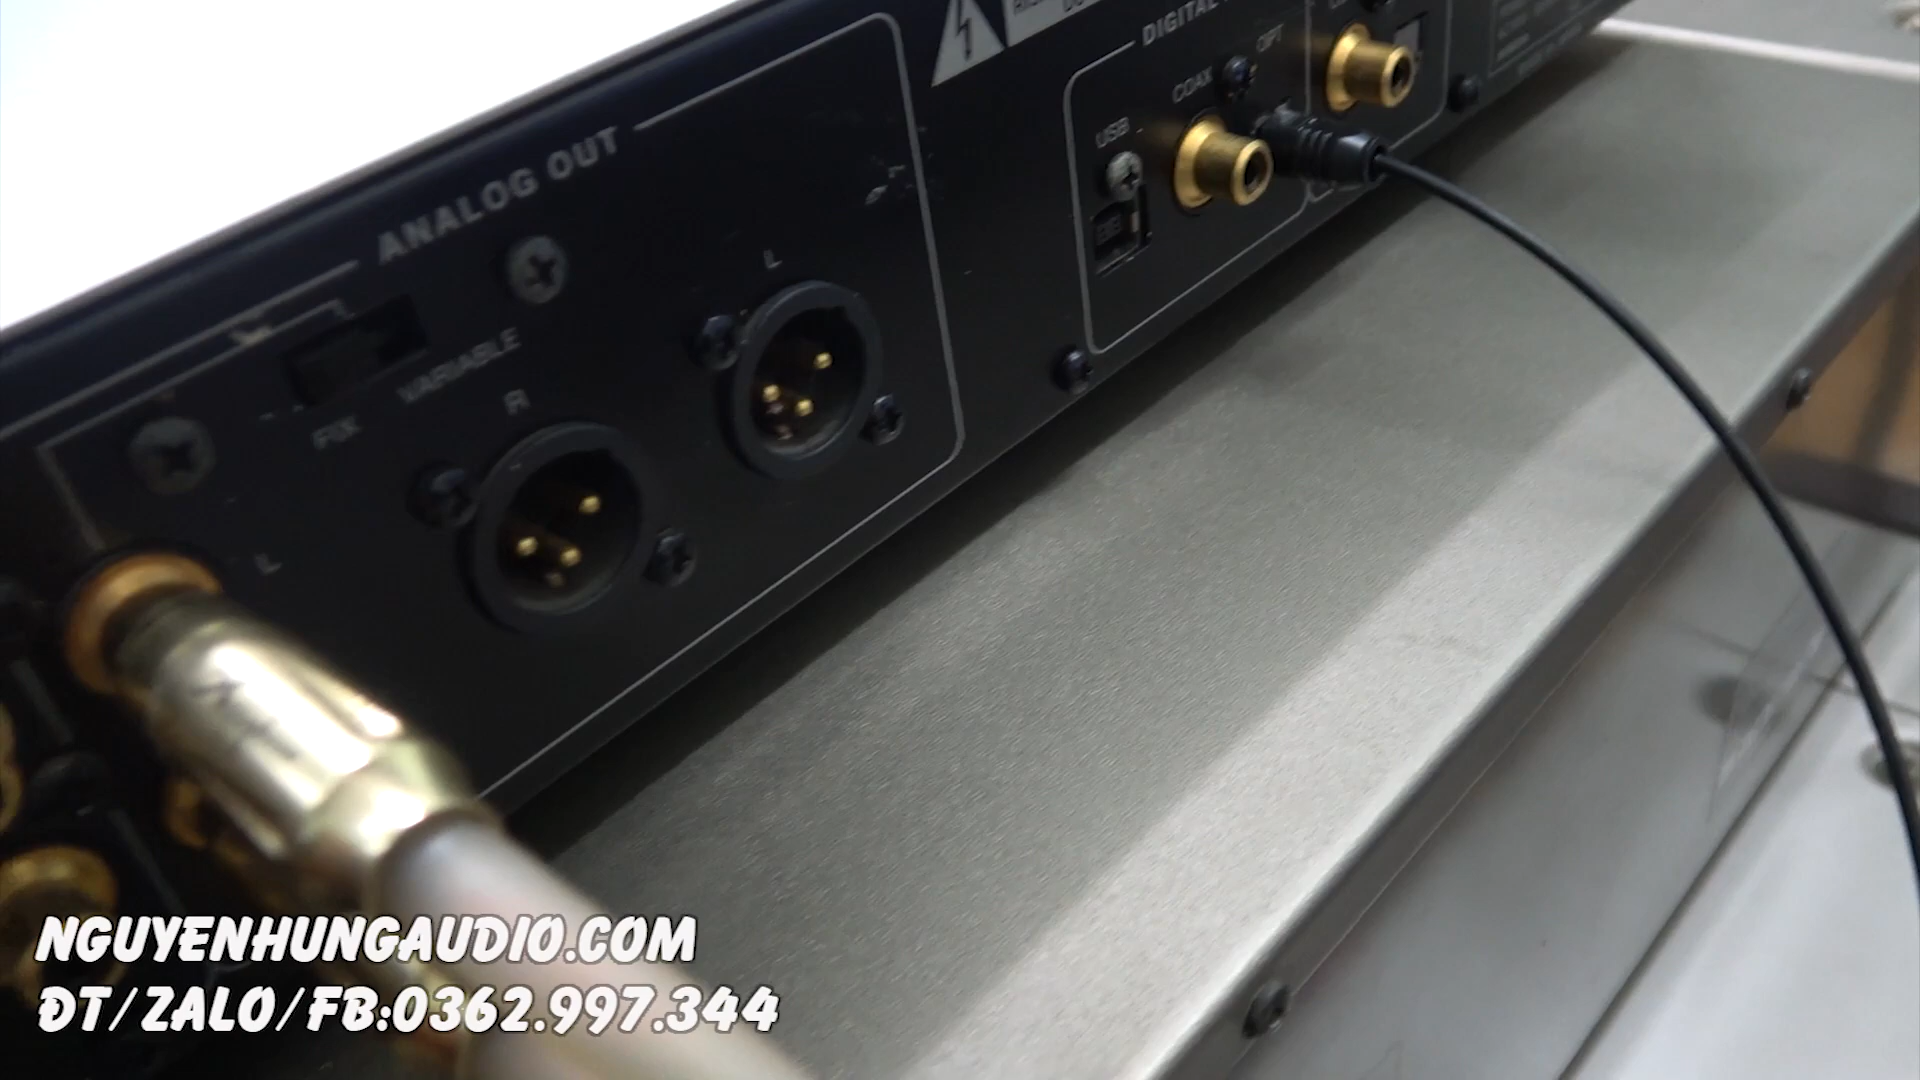 ANALOG OUT
DIGITAL
OPT
COAX
USB
L
VARIABLE
FIX
R
L
NGUYENHUNGAUDIO.COM
ĐT/ZALO/FB:0362.997.344